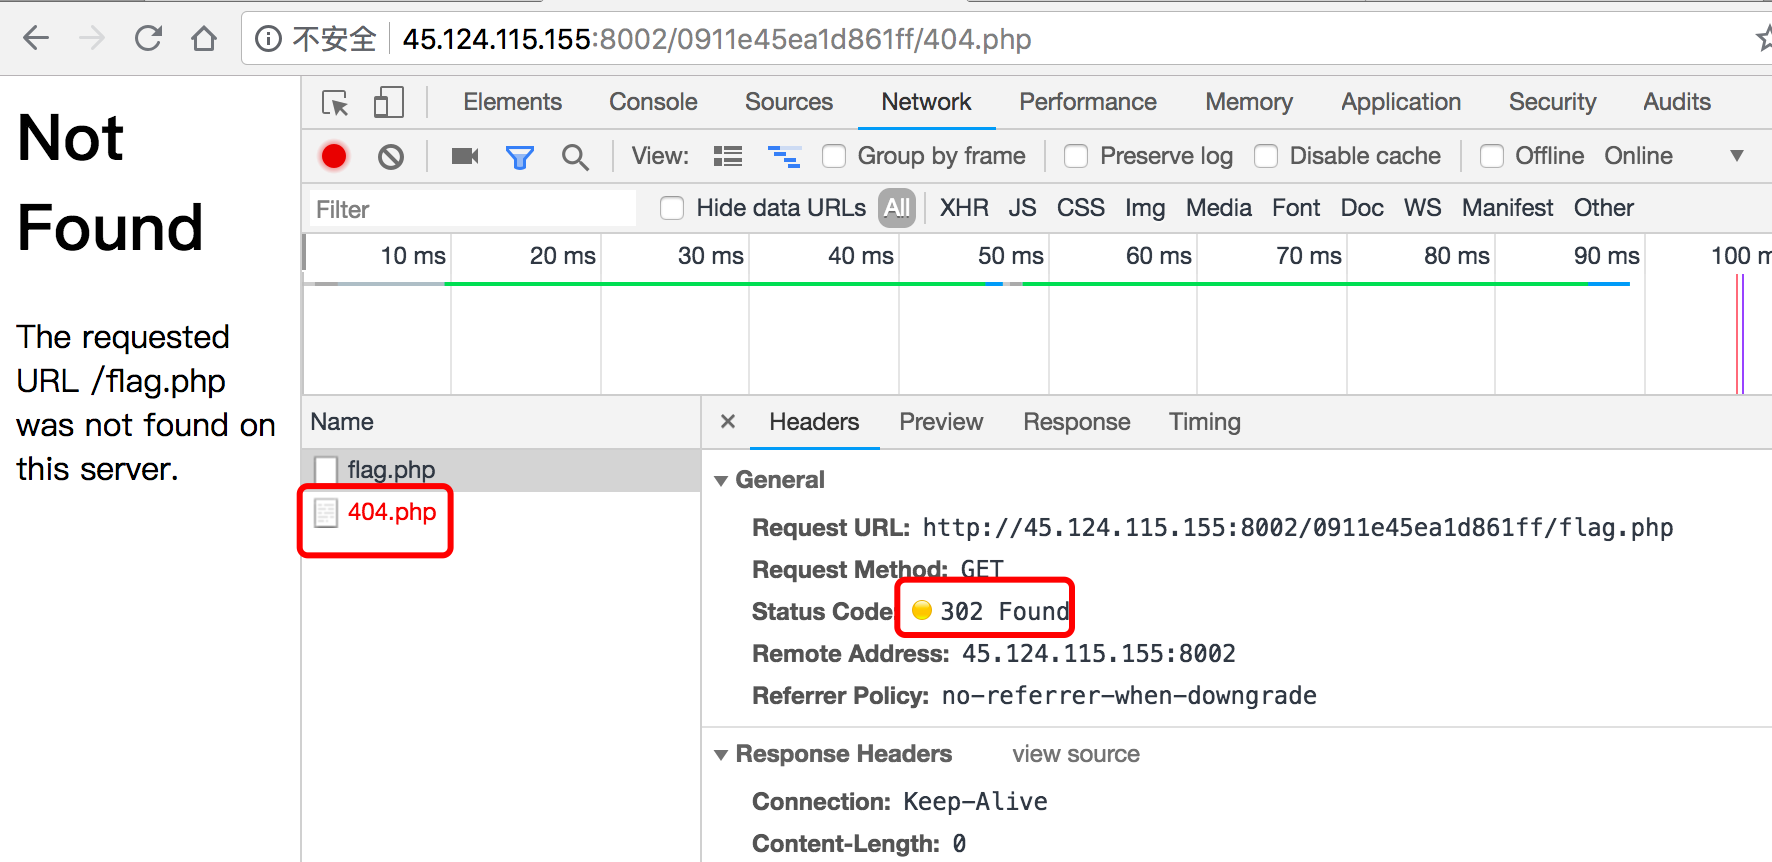 不安全 45.124.115.155:8002/0911e45ea1d861ff/404.php
Not
Found
The requested
URL /flag.php
was not found on
this server.
Elements Console Sources Network Performance Memory Application Security Audits
View: Group by frame Preserve log Disable cache Offline Online
Filter Hide data URLs All XHR JS CSS Img Media Font Doc WS Manifest Other
10 ms 20 ms 30 ms 40 ms 50 ms 60 ms 70 ms 80 ms 90 ms 100 m
Name
flag.php
404.php
× Headers Preview Response Timing
General
Request URL: http://45.124.115.155:8002/0911e45ea1d861ff/flag.php
Request Method: GET
Status Code: 302 Found
Remote Address: 45.124.115.155:8002
Referrer Policy: no-referrer-when-downgrade
Response Headers view source
Connection: Keep-Alive
Content-Length: 0